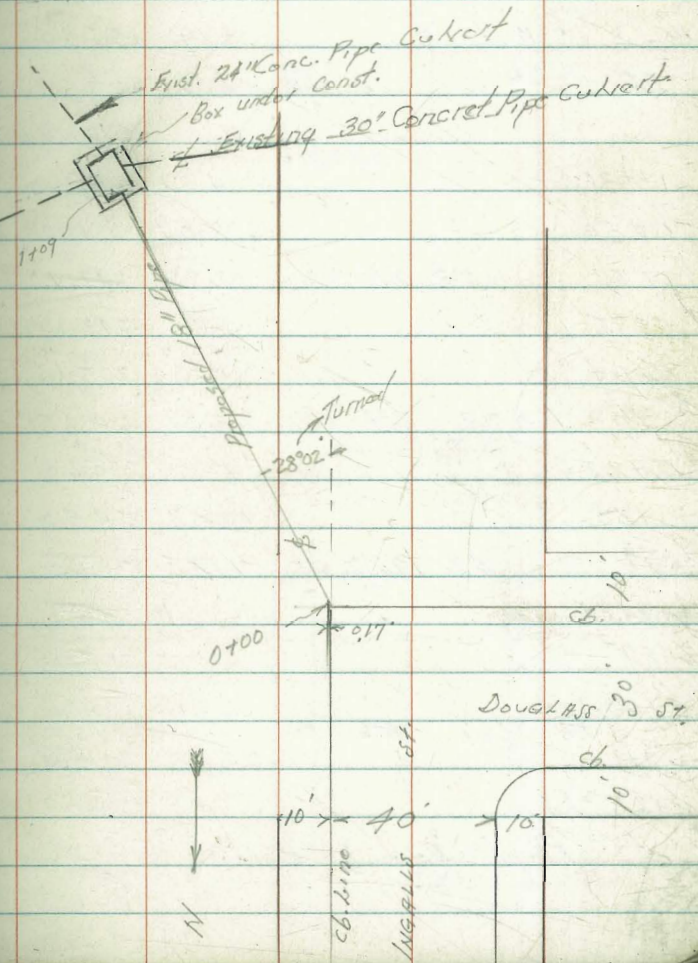 Exist. 24" Conc. Pipe Culvert
Box under Const.
℄ Existing 30" Concret Pipe Culvert.
1+09
Proposed 18" Pipe
Turned
28°02'
℄
0+00
0.17'
10'
cb.
DOUGLASS 30' St.
cb.
10'
10' 40' 10'
cb. Line
INGALLS St.
N